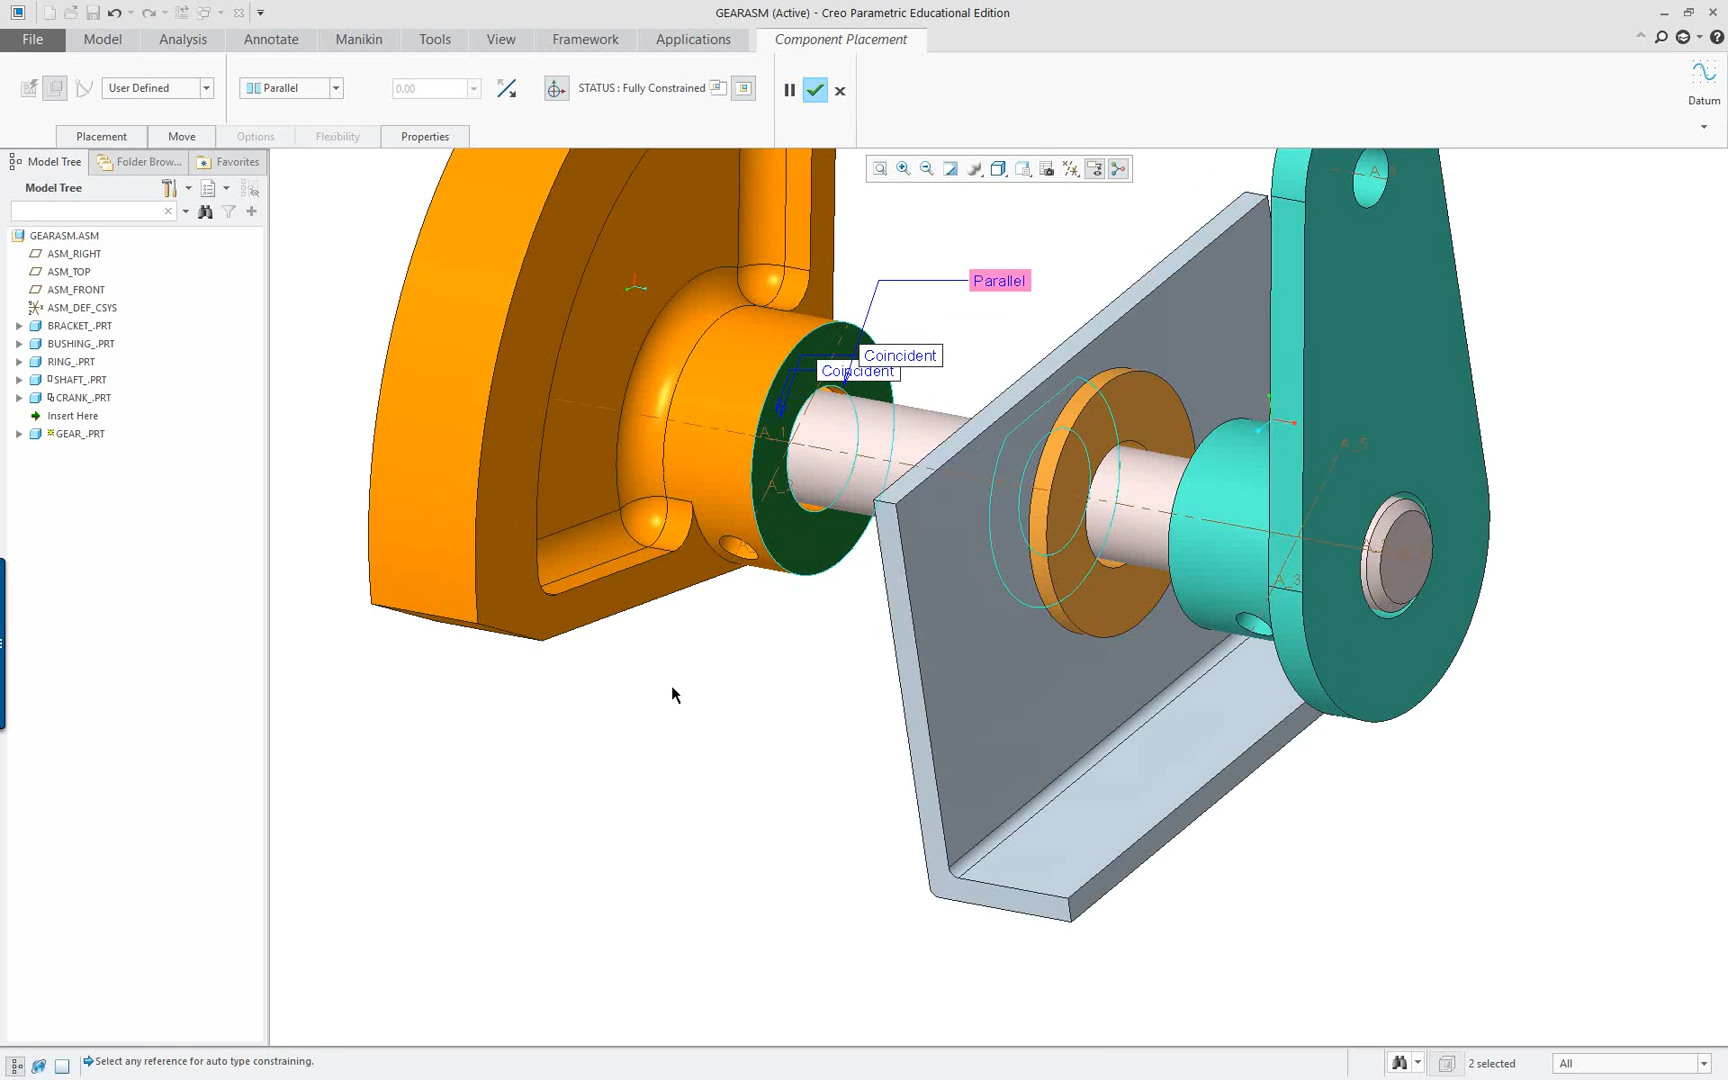 GEARASM (Active) - Creo Parametric Educational Edition
File Model Analysis Annotate Manikin Tools View Framework Applications Component Placement
User Defined
Parallel
0.00
STATUS : Fully Constrained
Datum
Placement Move Options Flexibility Properties
Model Tree Folder Brow... Favorites
Model Tree
GEARASM.ASM
ASM_RIGHT
ASM_TOP
ASM_FRONT
ASM_DEF_CSYS
BRACKET_.PRT
BUSHING_.PRT
RING_.PRT
SHAFT_.PRT
CRANK_.PRT
Insert Here
GEAR_.PRT
Parallel
Coincident
Coincident
A_1
A_5
A_3
Select any reference for auto type constraining.
2 selected
All